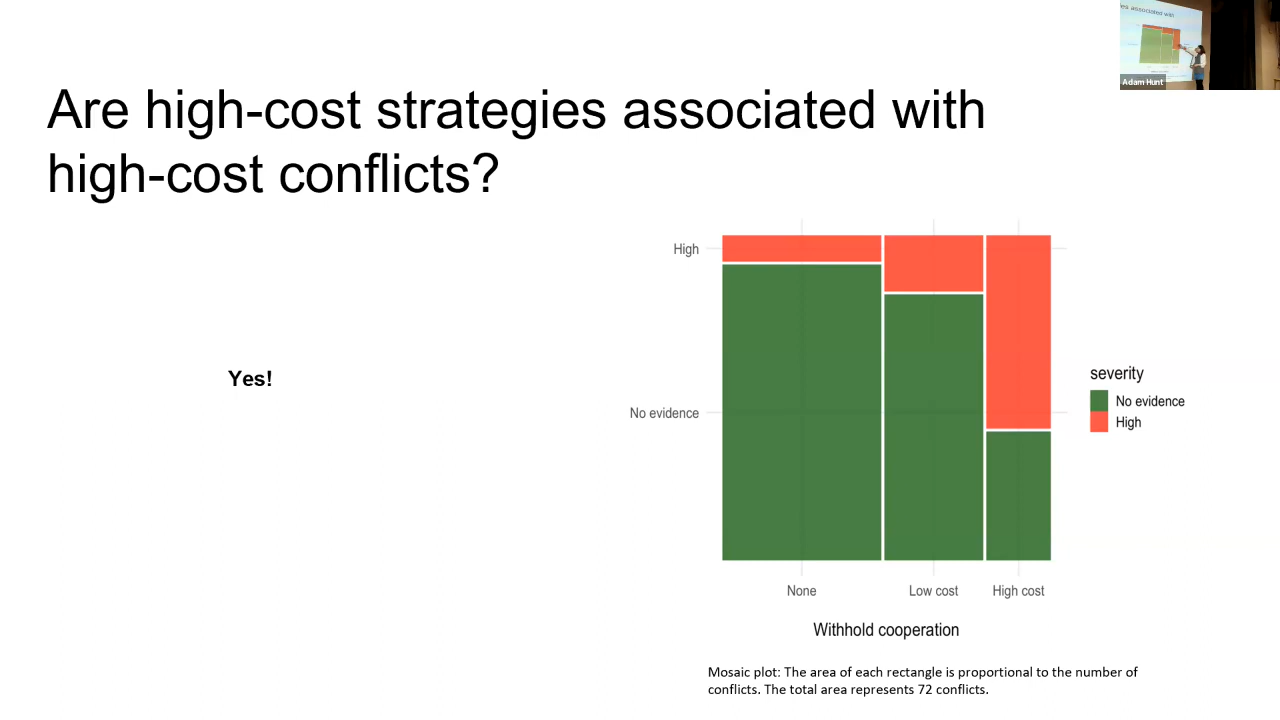 Are high-cost strategies associated with
high-cost conflicts?
Yes!
High
No evidence
None
Low cost
High cost
Withhold cooperation
severity
No evidence
High
Mosaic plot: The area of each rectangle is proportional to the number of
conflicts. The total area represents 72 conflicts.
associated with
Adam Hunt